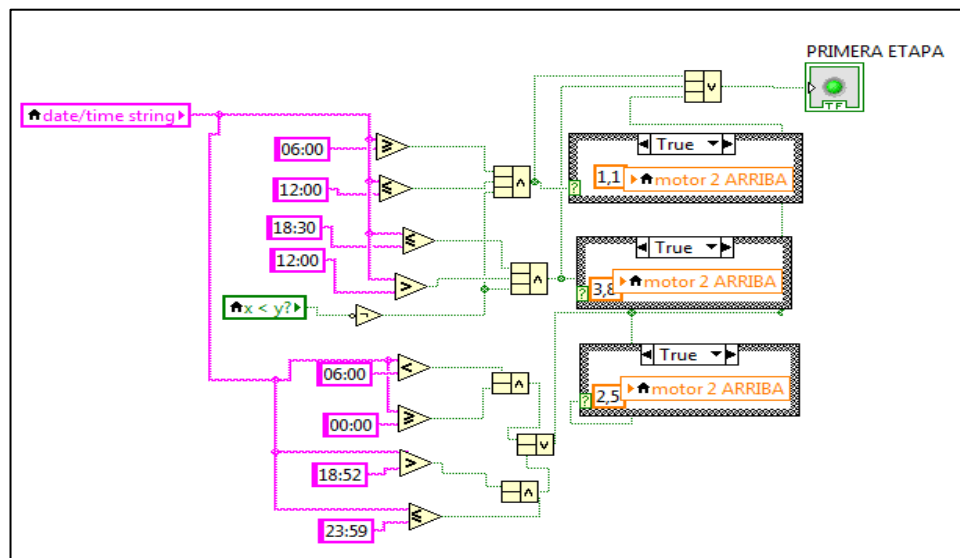 PRIMERA ETAPA
TF
date/time string
06:00
12:00
18:30
12:00
x < y?
True
1,1
motor 2 ARRIBA
True
3,8
motor 2 ARRIBA
True
2,5
motor 2 ARRIBA
06:00
00:00
18:52
23:59